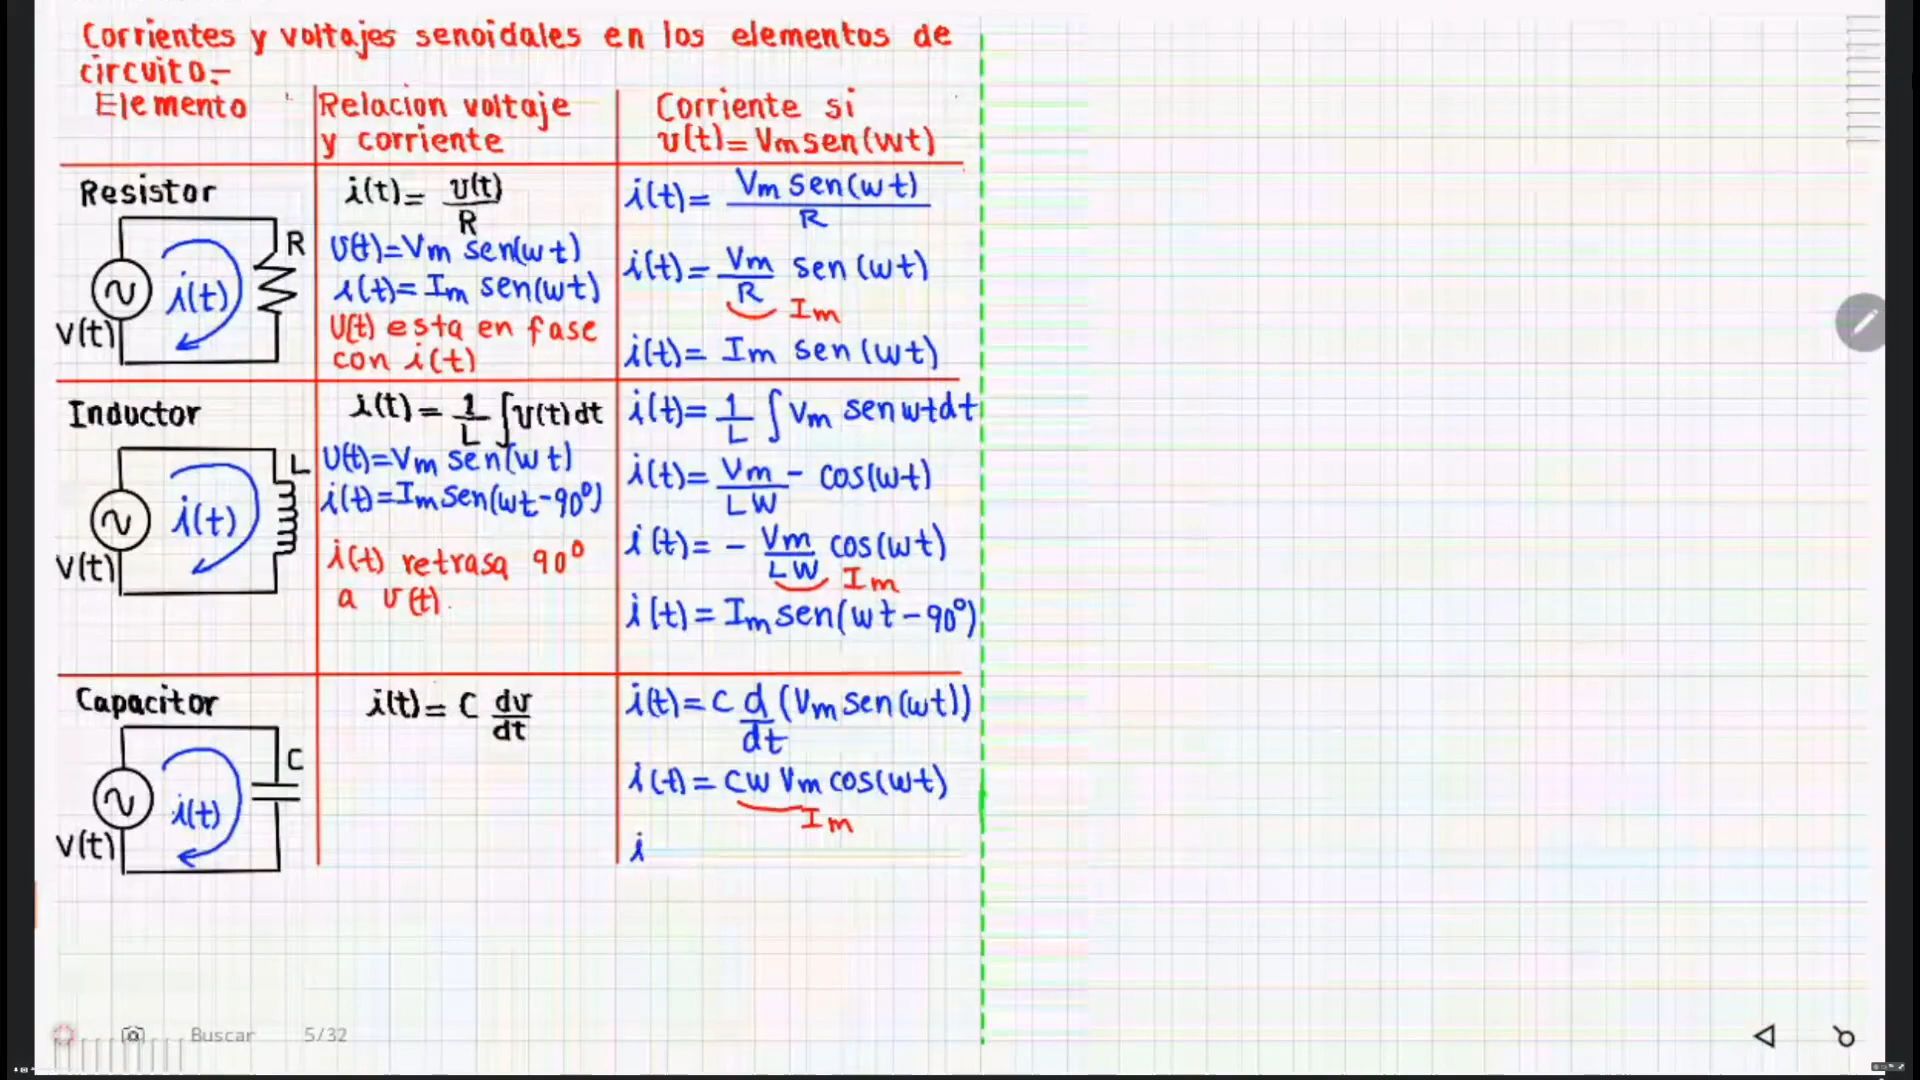 Corrientes y voltajes senoidales en los elementos de
circuito.-
Elemento
Relacion voltaje
y corriente
Corriente si
v(t)=Vmsen(wt)
Resistor
R
i(t)
V(t)
i(t)= v(t)/R
v(t)=Vm sen(wt)
i(t)=Im sen(wt)
v(t) esta en fase
con i(t)
i(t)= Vm sen(wt)/R
i(t)= Vm/R sen(wt)
Im
i(t)= Im sen(wt)
Inductor
L
i(t)
V(t)
i(t)= 1/L ∫v(t)dt
v(t)=Vm sen(wt)
i(t)=Im sen(wt-90°)
i(t) retrasa 90°
a v(t).
i(t)= 1/L ∫ Vm senwtdt
i(t)= Vm/LW - cos(wt)
i(t)= - Vm/LW cos(wt)
Im
i(t)= Im sen(wt-90°)
Capacitor
C
i(t)
V(t)
i(t)= C dv/dt
i(t)= C d/dt (Vm sen(wt))
i(t)= CW Vm cos(wt)
Im
i
Buscar 5/32